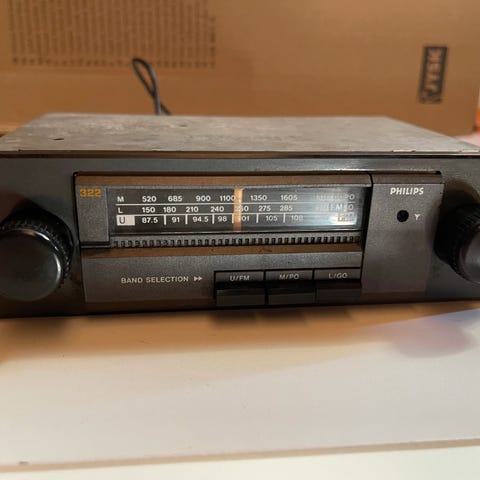 322
PHILIPS
M 520 685 900 1100 1350 1605
L 150 180 210 240 275 285
U 87.5 91 94.5 98 101 105 108
Y
BAND SELECTION
U/FM M/PO L/GO